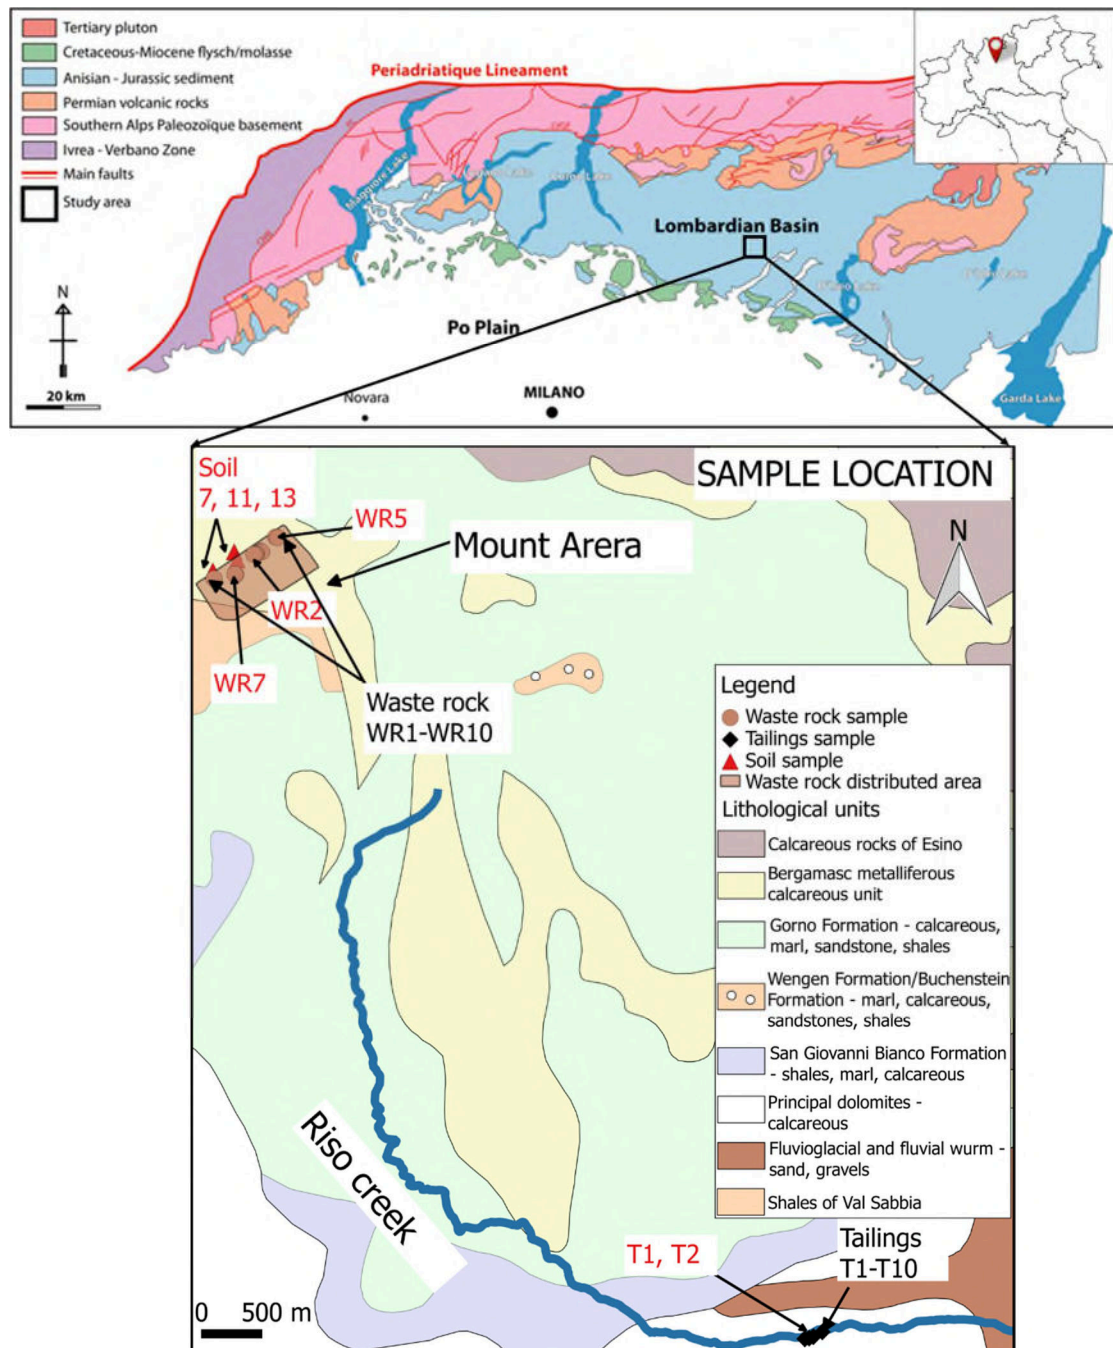 Tertiary pluton
Cretaceous-Miocene flysch/molasse
Anisian - Jurassic sediment
Permian volcanic rocks
Southern Alps Paleozoïque basement
Ivrea - Verbano Zone
Main faults
Study area
Periadriatique Lineament
Maggiore Lake
Lake
Lake
Lombardian Basin
Lake
Lake
Garda Lake
Po Plain
N
20 km
Novara
MILANO
SAMPLE LOCATION
Soil
7, 11, 13
WR5
Mount Arera
N
WR2
WR7
Waste rock
WR1-WR10
Legend
Waste rock sample
Tailings sample
Soil sample
Waste rock distributed area
Lithological units
Calcareous rocks of Esino
Bergamasc metalliferous
calcareous unit
Gorno Formation - calcareous,
marl, sandstone, shales
Wengen Formation/Buchenstein
Formation - marl, calcareous,
sandstones, shales
San Giovanni Bianco Formation
- shales, marl, calcareous
Principal dolomites -
calcareous
Fluvioglacial and fluvial wurm -
sand, gravels
Shales of Val Sabbia
Riso creek
T1, T2
Tailings
T1-T10
0 500 m